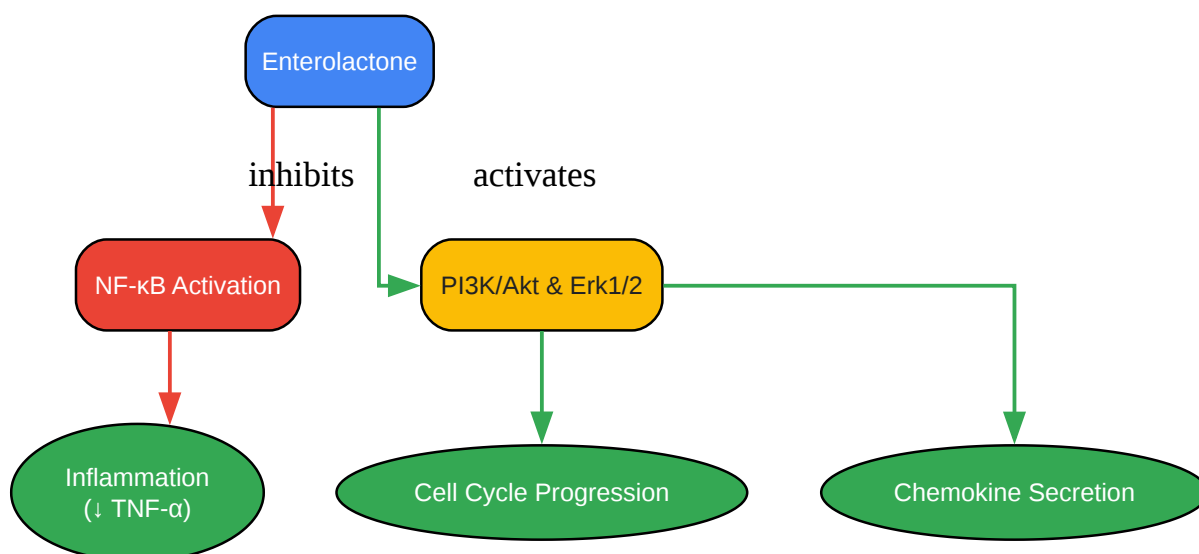 Enterolactone
inhibits
activates
NF-κB Activation
PI3K/Akt & Erk1/2
Inflammation
(↓ TNF-α)
Cell Cycle Progression
Chemokine Secretion